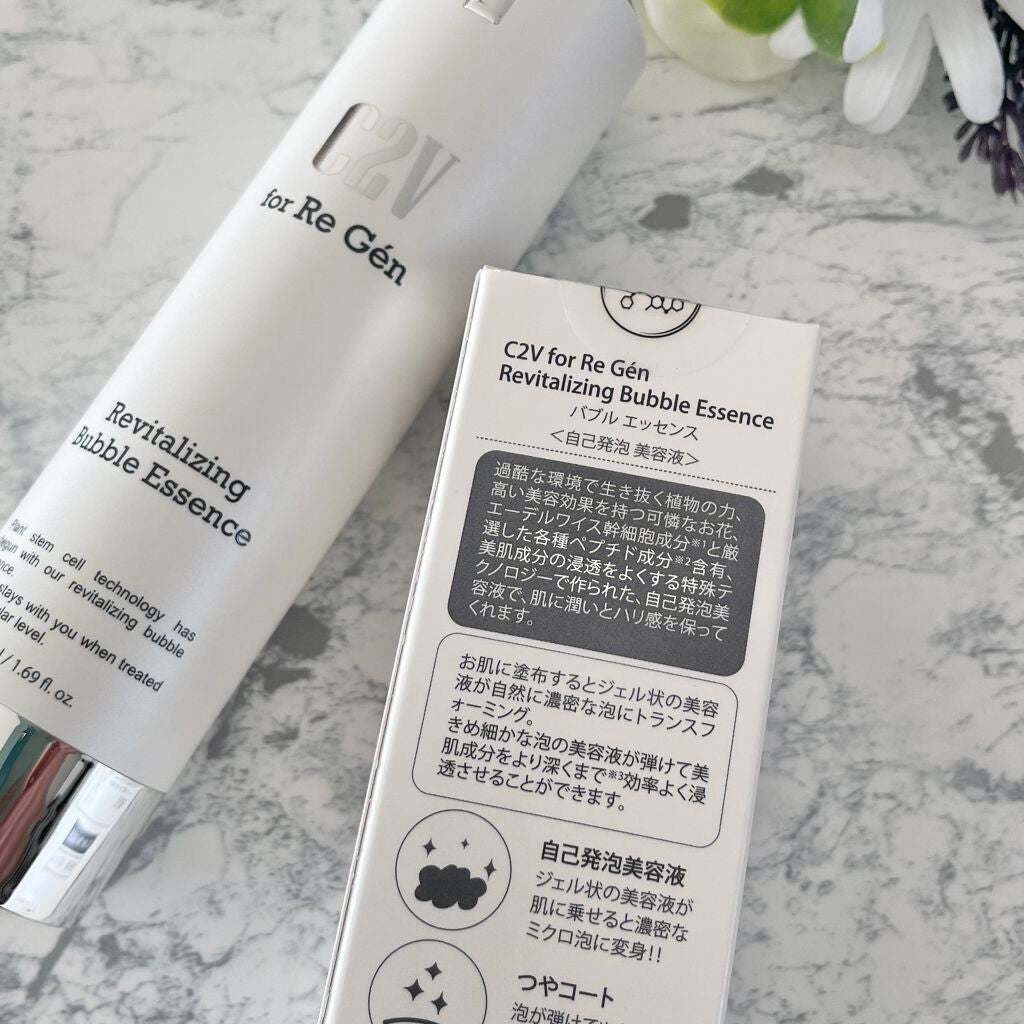 C2V
for Re Gén
Revitalizing
Bubble Essence
Plant stem cell technology has
begun with our revitalizing bubble
stays with you when treated
level.
/ 1.69 fl. oz.
C2V for Re Gén
Revitalizing Bubble Essence
バブル エッセンス
＜自己発泡 美容液＞
過酷な環境で生き抜く植物の力、
高い美容効果を持つ可憐なお花、
エーデルワイス幹細胞成分※1と厳
選した各種ペプチド成分※2含有、
美肌成分の浸透をよくする特殊テ
クノロジーで作られた、自己発泡美
容液で、肌に潤いとハリ感を保って
くれます。
お肌に塗布するとジェル状の美容
液が自然に濃密な泡にトランスフ
ォーミング。
きめ細かな泡の美容液が弾けて美
肌成分をより深くまで※3効率よく浸
透させることができます。
自己発泡美容液
ジェル状の美容液が
肌に乗せると濃密な
ミクロ泡に変身!!
つやコート
泡が弾けて